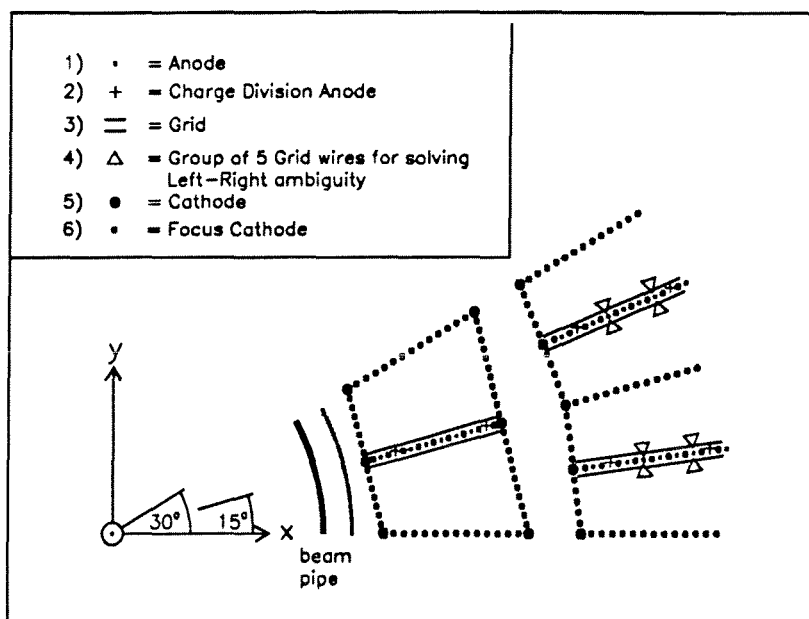 1) · = Anode
2) + = Charge Division Anode
3) = = Grid
4) △ = Group of 5 Grid wires for solving
Left-Right ambiguity
5) ● = Cathode
6) • = Focus Cathode
y
30°
15°
x
beam
pipe